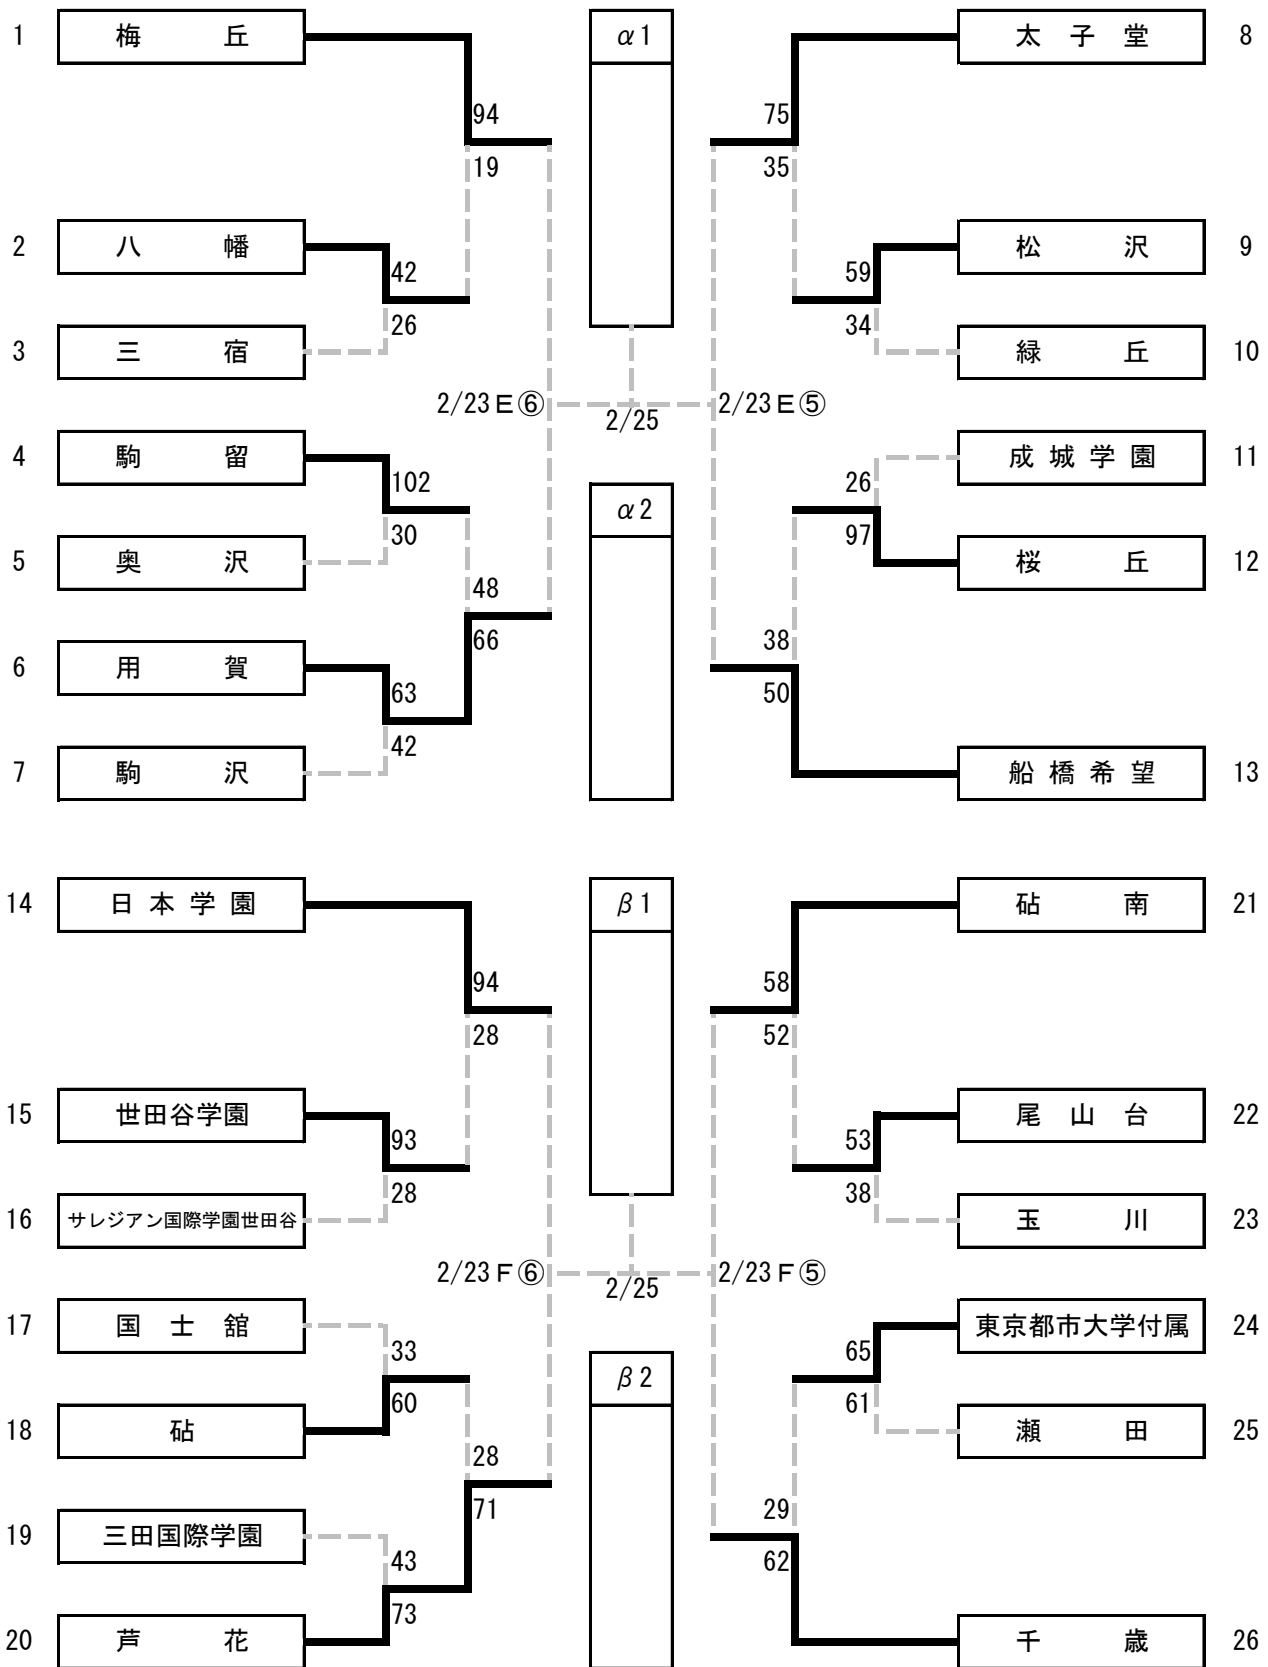 1 梅丘 α1 太子堂 8
94 75
19 35
2 八幡 松沢 9
42 59
26 34
3 三宿 緑丘 10
2/23 E⑥ 2/25 2/23 E⑤
4 駒留 成城学園 11
102 α2 26
30 97
5 奥沢 桜丘 12
48
66 38
6 用賀
63 50
42
7 駒沢 船橋希望 13
14 日本学園 β1 砧南 21
94 58
28 52
15 世田谷学園 尾山台 22
93 53
28 38
16 サレジアン国際学園世田谷 玉川 23
2/23 F⑥ 2/25 2/23 F⑤
17 国士舘 東京都市大学付属 24
33 β2 65
60 61
18 砧 瀬田 25
28
71 29
19 三田国際学園
43 62
73
20 芦花 千歳 26